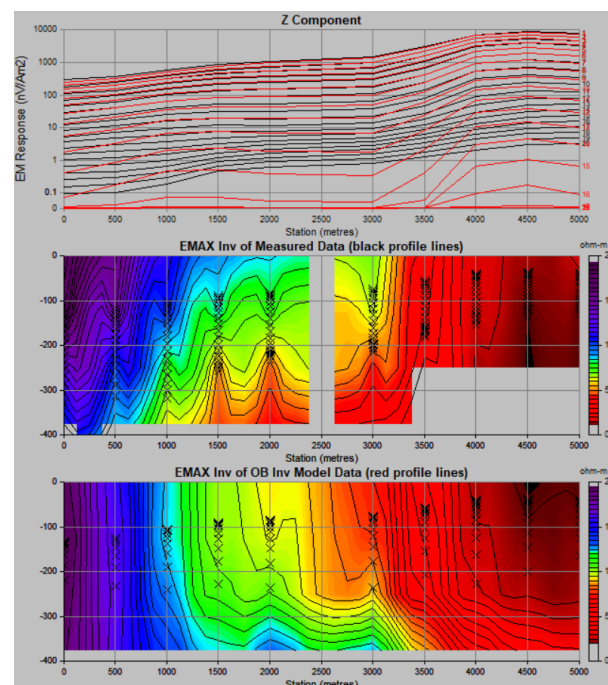 Z Component
EM Response (nV/Am2)
10000
1000
100
10
1
0.1
0
0 500 1000 1500 2000 2500 3000 3500 4000 4500 5000
Station (metres)
EMAX Inv of Measured Data (black profile lines)
ohm-m
0
-100
-200
-300
-400
0 500 1000 1500 2000 2500 3000 3500 4000 4500 5000
Station (metres)
EMAX Inv of OB Inv Model Data (red profile lines)
ohm-m
0
-100
-200
-300
-400
0 500 1000 1500 2000 2500 3000 3500 4000 4500 5000
Station (metres)